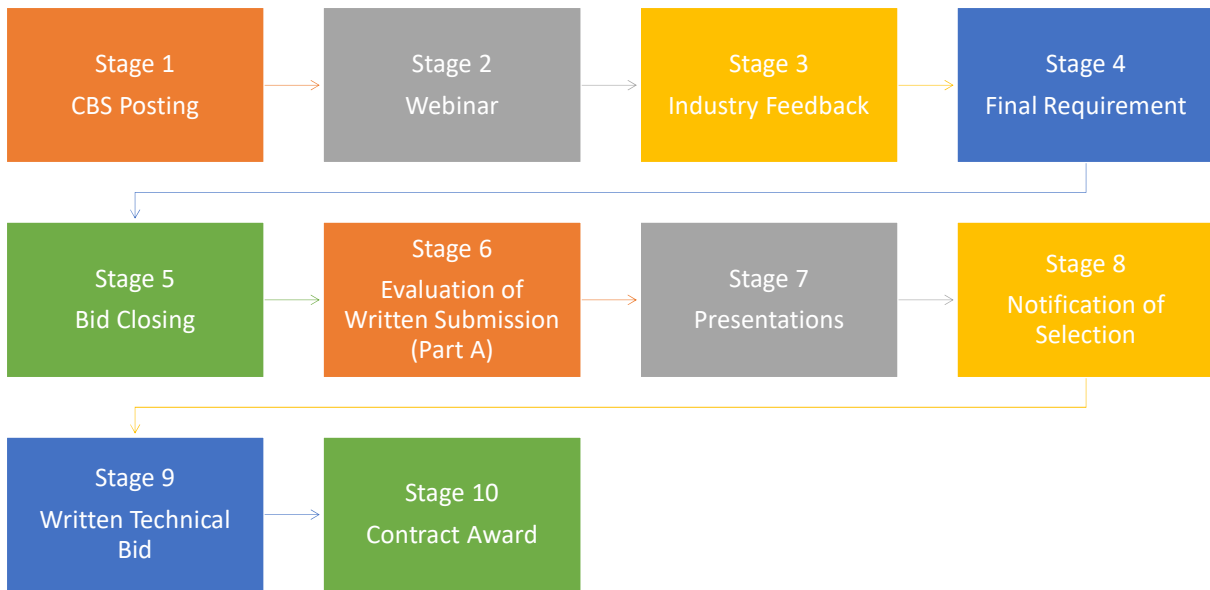 Stage 1
CBS Posting
Stage 2
Webinar
Stage 3
Industry Feedback
Stage 4
Final Requirement
Stage 5
Bid Closing
Stage 6
Evaluation of
Written Submission
(Part A)
Stage 7
Presentations
Stage 8
Notification of
Selection
Stage 9
Written Technical
Bid
Stage 10
Contract Award